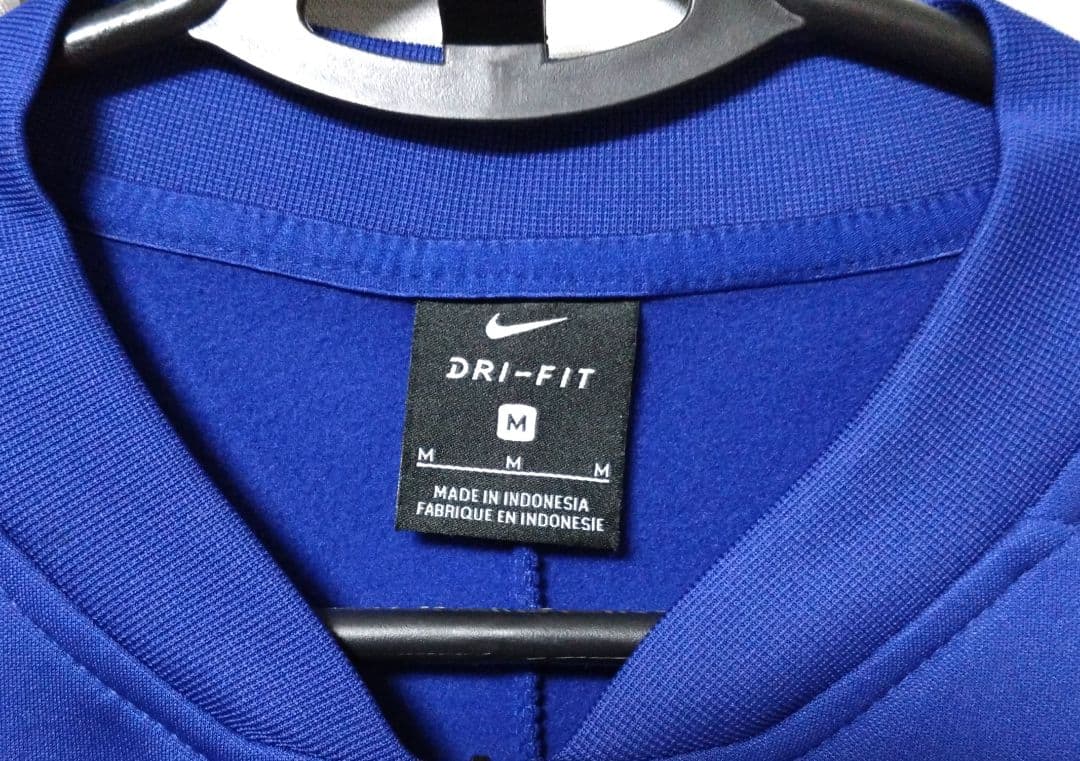 DRI-FIT
M
M M M
MADE IN INDONESIA
FABRIQUE EN INDONESIE